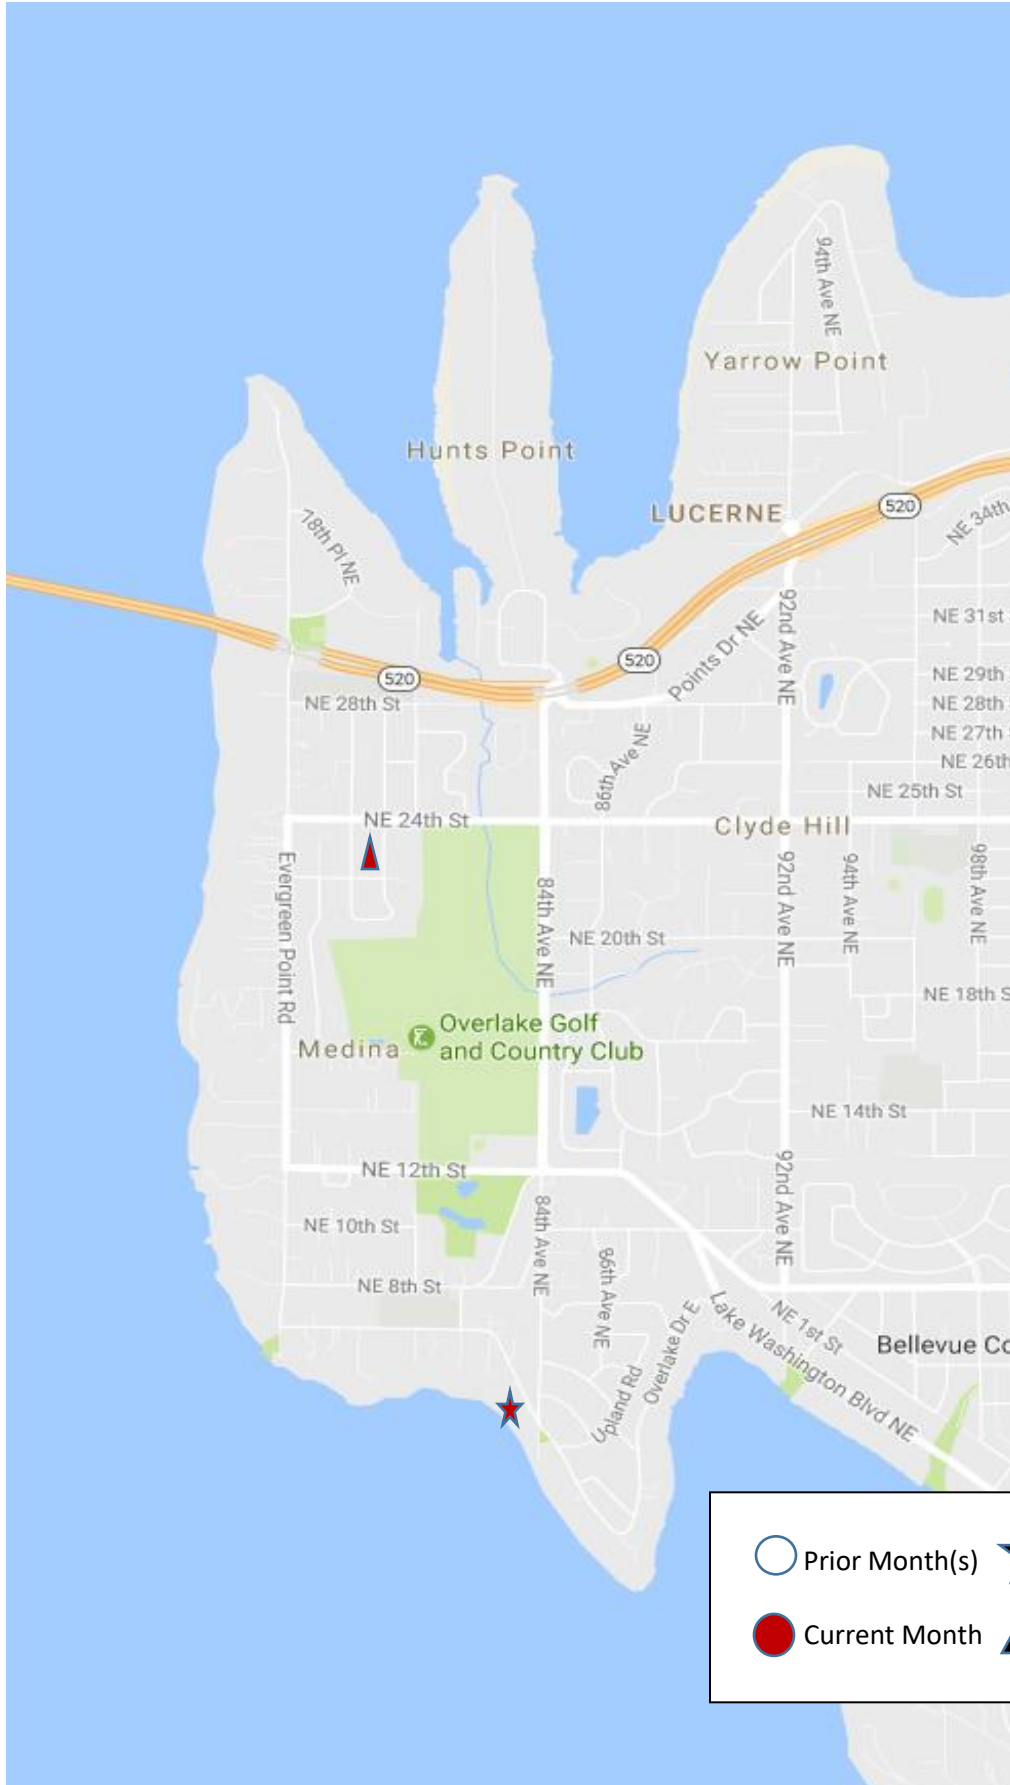 94th Ave NE
Yarrow Point
Hunts Point
LUCERNE
520
NE 34th
18th Pl NE
92nd Ave NE
NE 31st
520
Points Dr NE
520
NE 29th
NE 28th St
NE 28th
86th Ave NE
NE 27th
NE 26th
NE 25th St
NE 24th St
Clyde Hill
Evergreen Point Rd
84th Ave NE
92nd Ave NE
94th Ave NE
98th Ave NE
NE 20th St
NE 18th S
Overlake Golf
and Country Club
Medina
NE 14th St
NE 12th St
92nd Ave NE
84th Ave NE
NE 10th St
86th Ave NE
NE 8th St
Lake Washington Blvd NE
NE 1st St
Overlake Dr E
Bellevue Co
Upland Rd
Prior Month(s)
Current Month